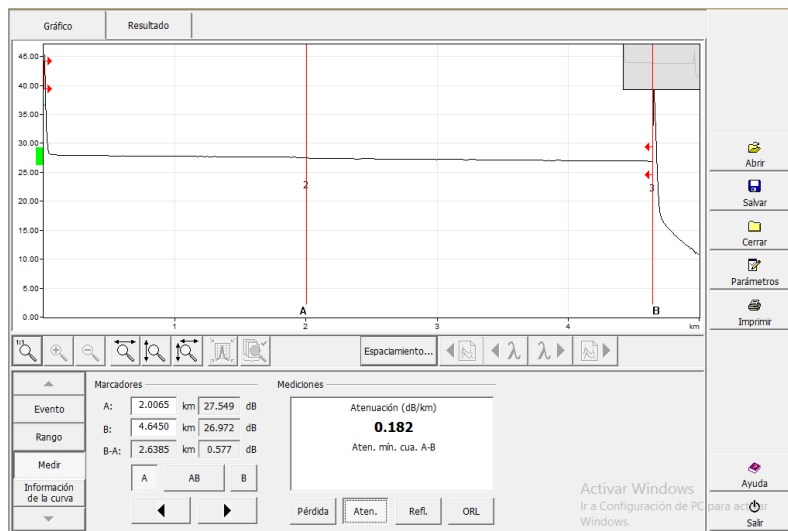 Gráfico Resultado
45.00
40.00
35.00
30.00
25.00
20.00
15.00
10.00
5.00
0.00
2
3
A
B
1 2 3 4 km
1:1
Espaciamiento...
λ λ
Evento
Rango
Medir
Información
de la curva
Marcadores
A: 2.0065 km 27.549 dB
B: 4.6450 km 26.972 dB
B-A: 2.6385 km 0.577 dB
A AB B
Mediciones
Atenuación (dB/km)
0.182
Aten. mín. cua. A-B
Pérdida Aten. Refl. ORL
Abrir
Salvar
Cerrar
Parámetros
Imprimir
Ayuda
Salir
Activar Windows
Ir a Configuración de PC para activar
Windows.